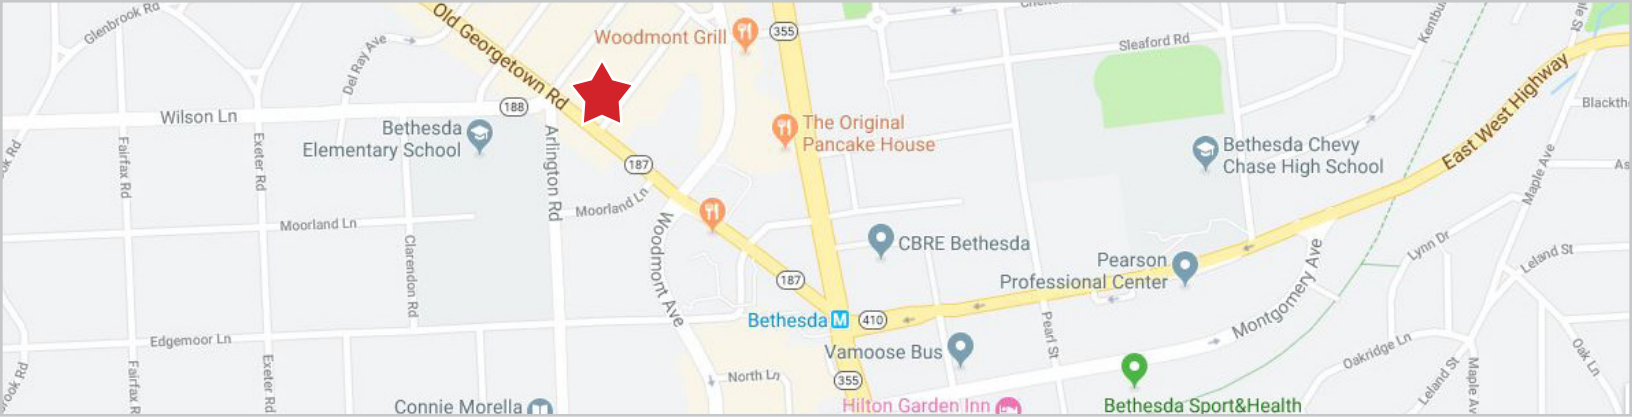 Glenbrook Rd
Old Georgetown Rd
Woodmont Grill
355
Sleaford Rd
Del Ray Ave
East West Highway
188
Wilson Ln
Bethesda
Elementary School
The Original
Pancake House
Arlington Rd
Fairfax Rd
Exeter Rd
187
Bethesda Chevy
Chase High School
Maple Ave
Moorland Ln
Moorland Ln
Woodmont Ave
Clarendon Rd
CBRE Bethesda
Pearson
Professional Center
Lynn Dr
Leland St
187
Bethesda M
410
Montgomery Ave
Pearl St
Edgemoor Ln
Vamoose Bus
Oakridge Ln
Oak Ln
Leland St
Maple Av
Fairfax R
Exeter Rd
North Ln
355
Connie Morella
Hilton Garden Inn
Bethesda Sport&Health